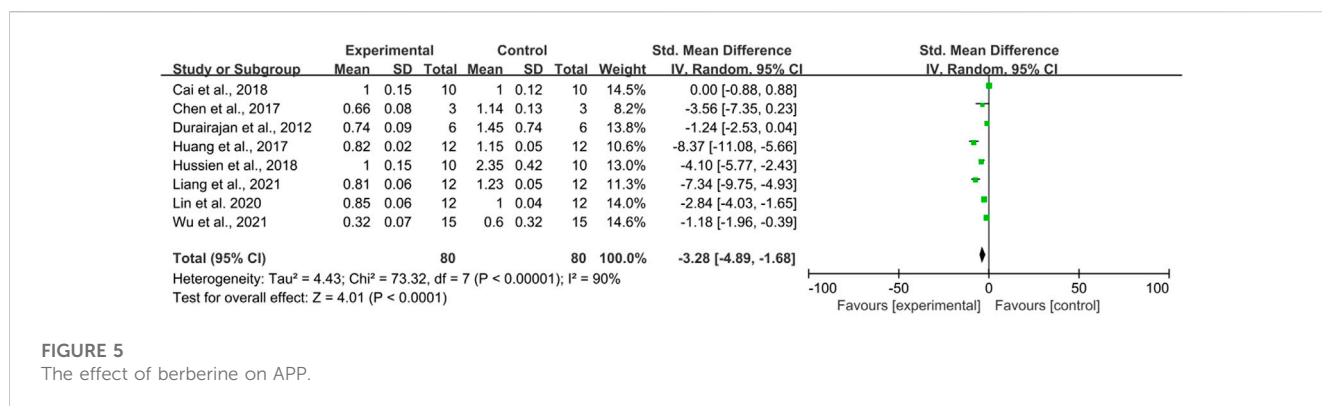 Experimental Control Std. Mean Difference Std. Mean Difference
Study or Subgroup Mean SD Total Mean SD Total Weight IV, Random, 95% CI IV, Random, 95% CI
Cai et al., 2018 1 0.15 10 1 0.12 10 14.5% 0.00 [-0.88, 0.88]
Chen et al., 2017 0.66 0.08 3 1.14 0.13 3 8.2% -3.56 [-7.35, 0.23]
Durairajan et al., 2012 0.74 0.09 6 1.45 0.74 6 13.8% -1.24 [-2.53, 0.04]
Huang et al., 2017 0.82 0.02 12 1.15 0.05 12 10.6% -8.37 [-11.08, -5.66]
Hussien et al., 2018 1 0.15 10 2.35 0.42 10 13.0% -4.10 [-5.77, -2.43]
Liang et al., 2021 0.81 0.06 12 1.23 0.05 12 11.3% -7.34 [-9.75, -4.93]
Lin et al. 2020 0.85 0.06 12 1 0.04 12 14.0% -2.84 [-4.03, -1.65]
Wu et al., 2021 0.32 0.07 15 0.6 0.32 15 14.6% -1.18 [-1.96, -0.39]
Total (95% CI) 80 80 100.0% -3.28 [-4.89, -1.68]
Heterogeneity: Tau² = 4.43; Chi² = 73.32, df = 7 (P < 0.00001); I² = 90%
Test for overall effect: Z = 4.01 (P < 0.0001)
-100 -50 0 50 100
Favours [experimental] Favours [control]
FIGURE 5
The effect of berberine on APP.